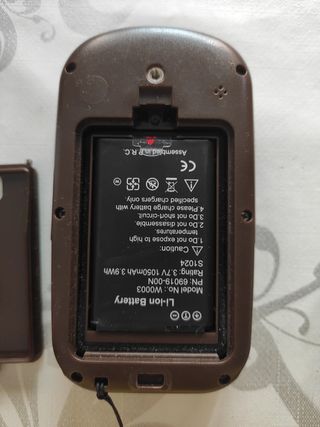 Li-Ion Battery
Model No.: W0003
PN: 69019-00N
Rating: 3.7V 1050mAH 3.9WH
S1024
1.Do not expose to high
temperatures.
2.Do not disassemble.
3.Do not short-circuit.
4.Please charge battery with
specified chargers only
CE
Assembled in P.R.C.